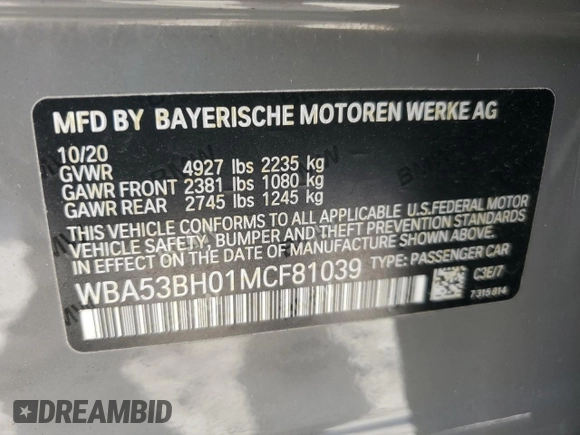 MFD BY BAYERISCHE MOTOREN WERKE AG
10/20
GVWR 4927 lbs 2235 kg
GAWR FRONT 2381 lbs 1080 kg
GAWR REAR 2745 lbs 1245 kg
THIS VEHICLE CONFORMS TO ALL APPLICABLE U.S.FEDERAL MOTOR
VEHICLE SAFETY, BUMPER, AND THEFT PREVENTION STANDARDS IN
EFFECT ON THE DATE OF MANUFACTURE SHOWN ABOVE.
WBA53BH01MCF81039 TYPE: PASSENGER CAR
C3E/7
7315814
DREAMBID